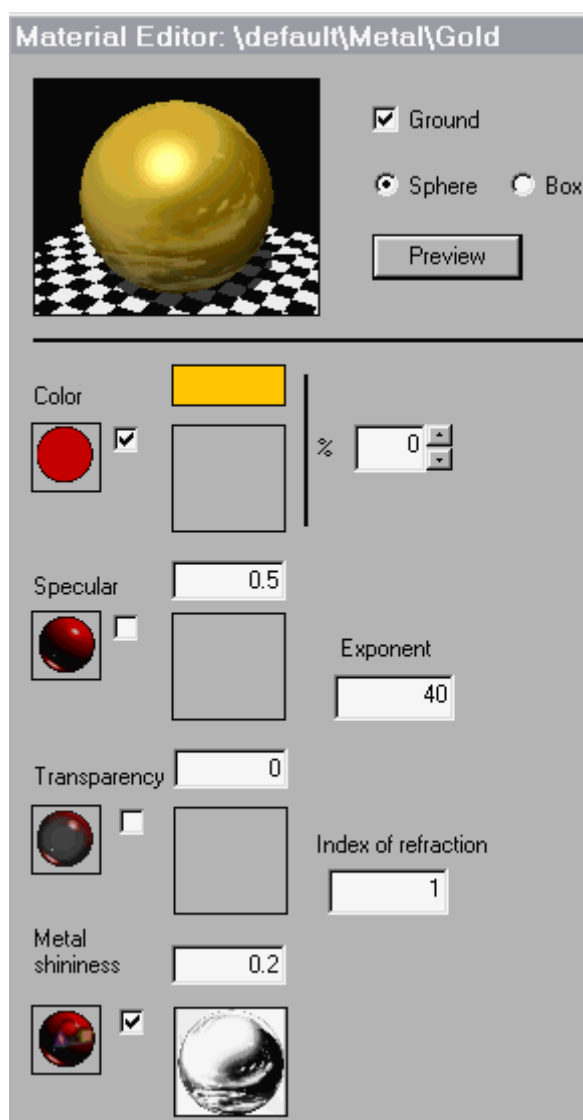 Material Editor: \default\Metal\Gold
Ground
Sphere Box
Preview
Color
% 0
Specular 0.5
Exponent
40
Transparency 0
Index of refraction
1
Metal
shininess 0.2